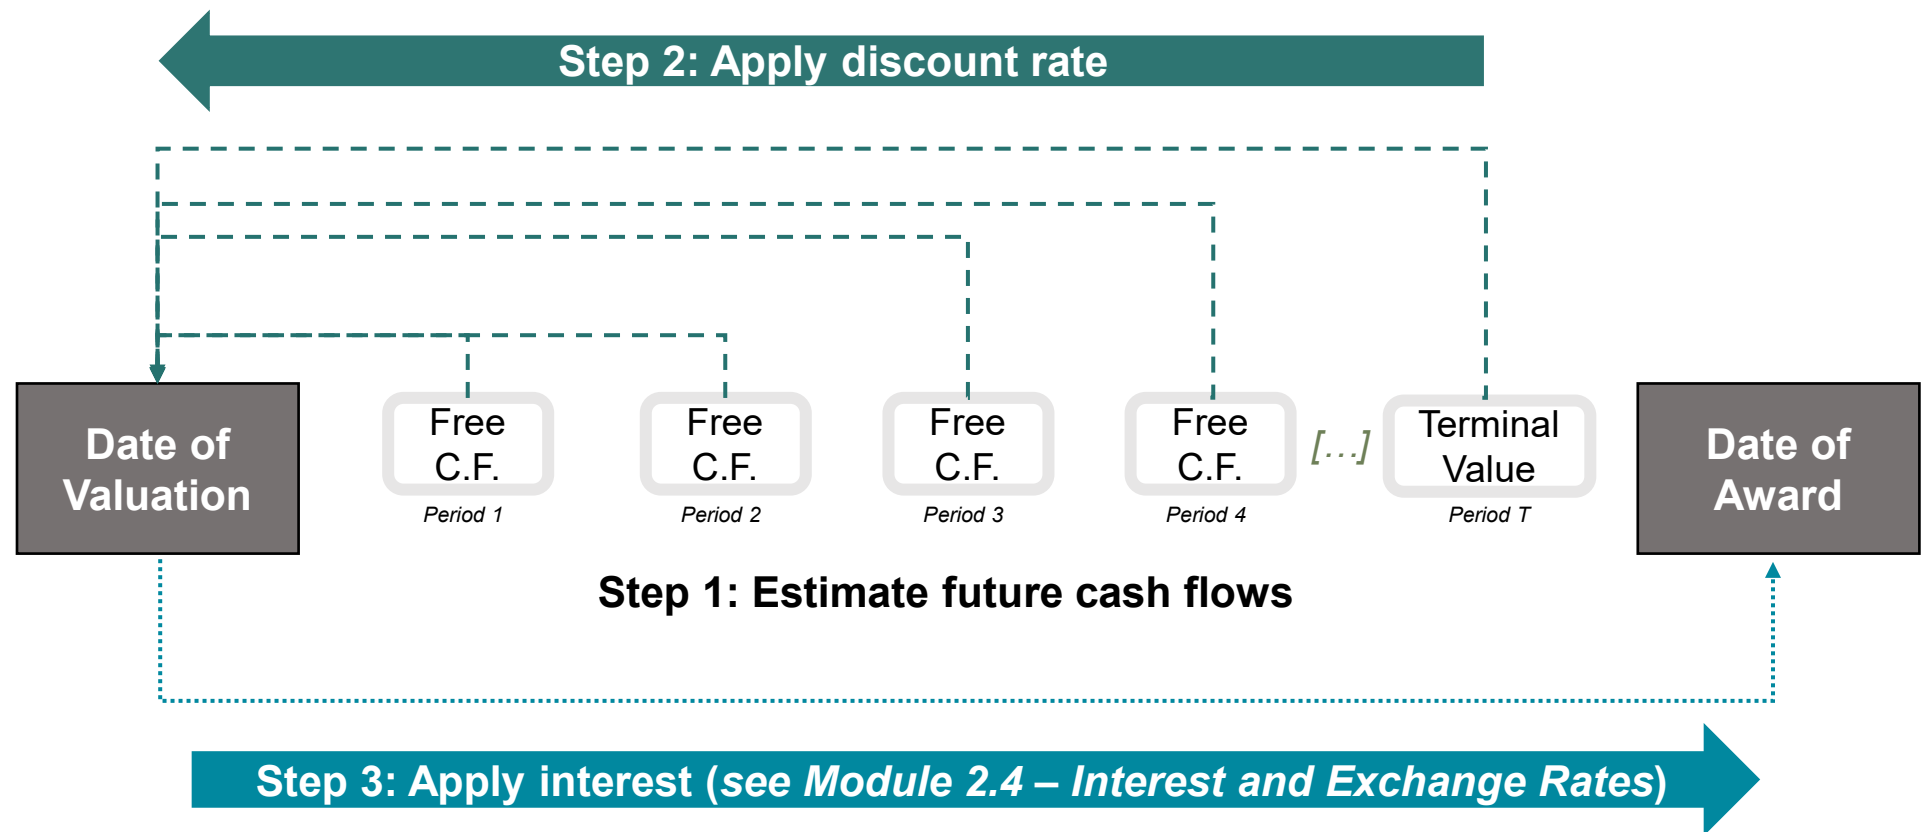 Step 2: Apply discount rate
Date of
Valuation
Free
C.F.
Period 1
Free
C.F.
Period 2
Free
C.F.
Period 3
Free
C.F.
Period 4
[…]
Terminal
Value
Period T
Date of
Award
Step 1: Estimate future cash flows
Step 3: Apply interest (see Module 2.4 – Interest and Exchange Rates)